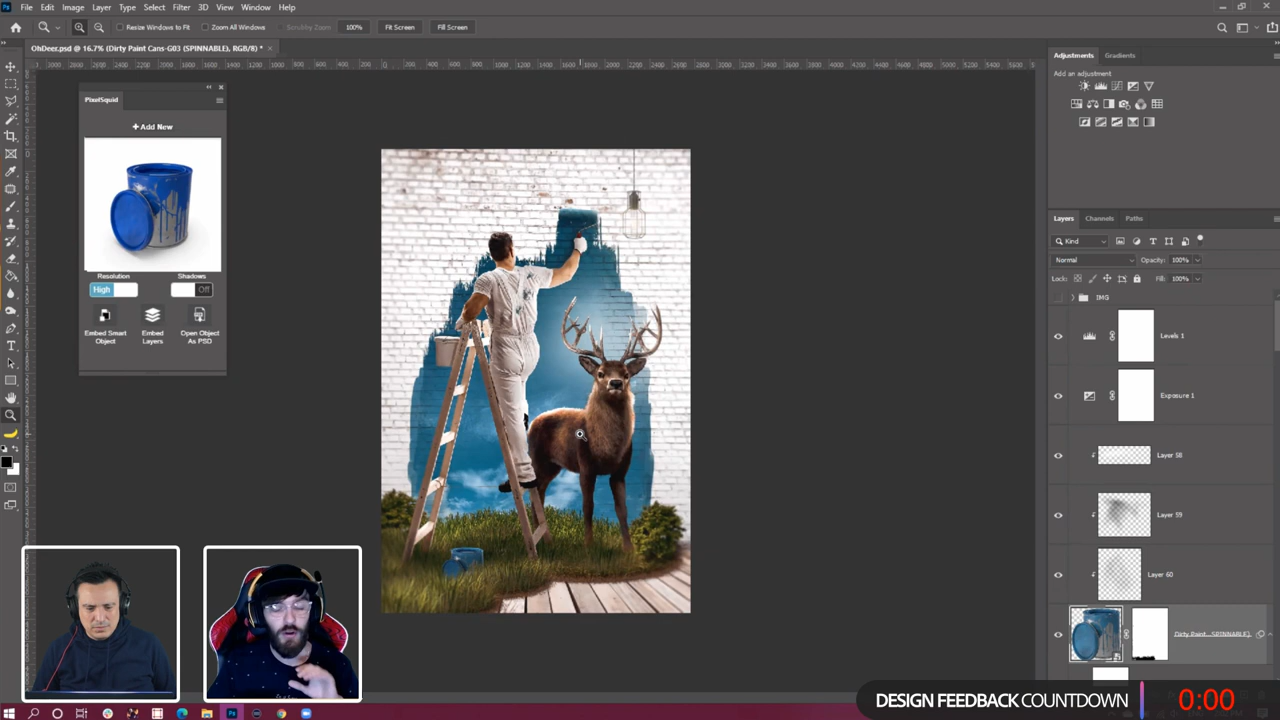 File Edit Image Layer Type Select Filter 3D View Window Help
Resize Windows to Fit Zoom All Windows Scrubby Zoom 100% Fit Screen Fill Screen
OhDeer.psd @ 16.7% (Dirty Paint Cans-G03 (SPINNABLE), RGB/8) *
PixelSquid
Add New
Resolution Shadows
High Off
Embed Smart Object
Embed Layers
Open Object As PSD
Adjustments Gradients
Add an adjustment
Layers Channels Paths
Kind
Normal Opacity: 100%
Lock: Fill: 100%
IMG
Levels 1
Exposure 1
Layer 58
Layer 59
Layer 60
Dirty Paint...SPINNABLE)
DESIGN FEEDBACK COUNTDOWN 0:00